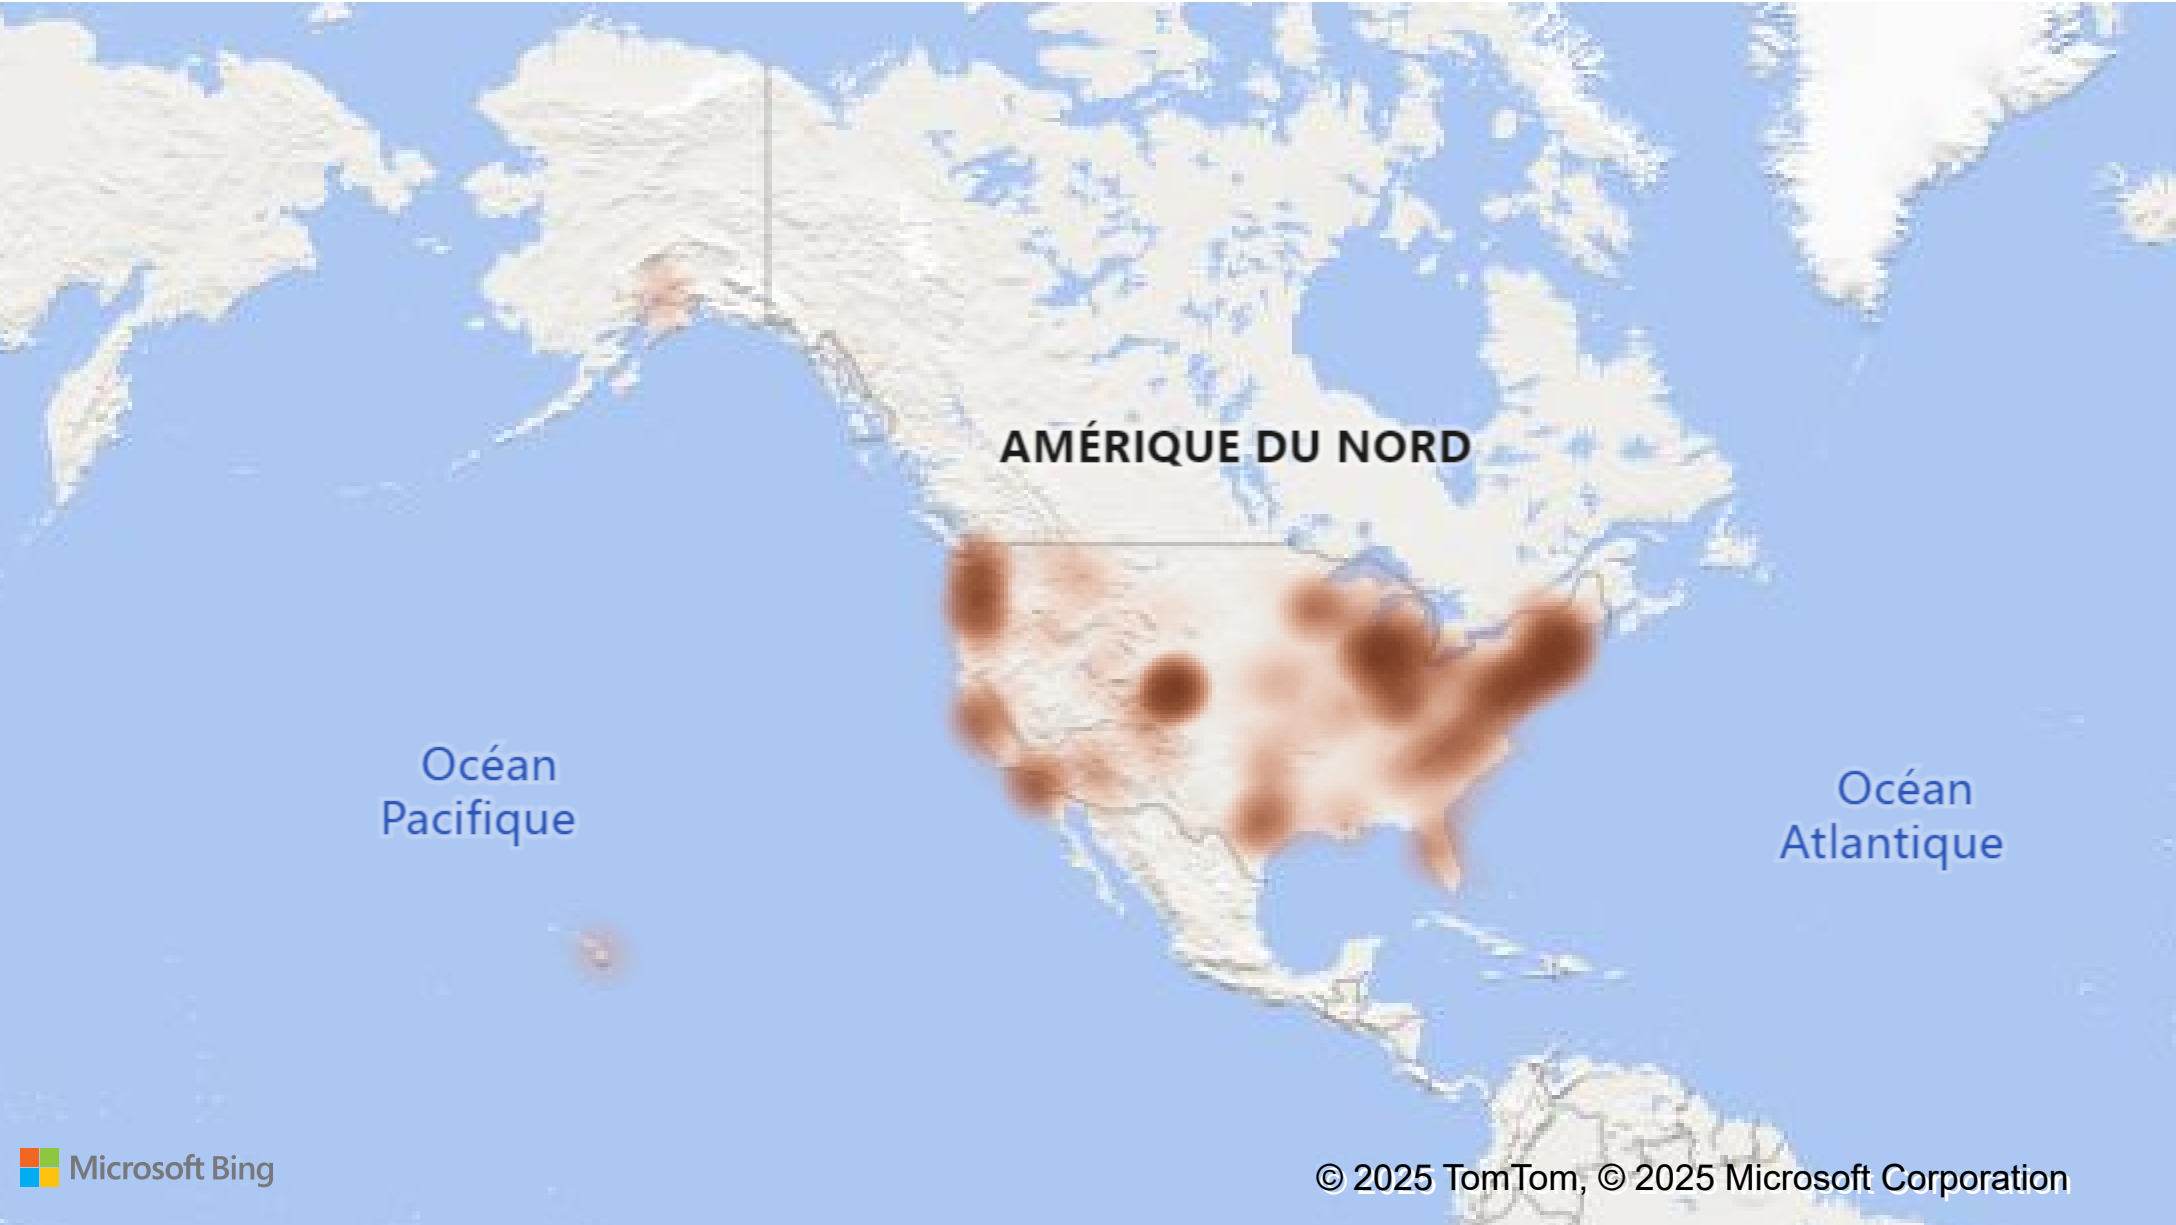 AMÉRIQUE DU NORD
Océan
Pacifique
Océan
Atlantique
Microsoft Bing
© 2025 TomTom, © 2025 Microsoft Corporation